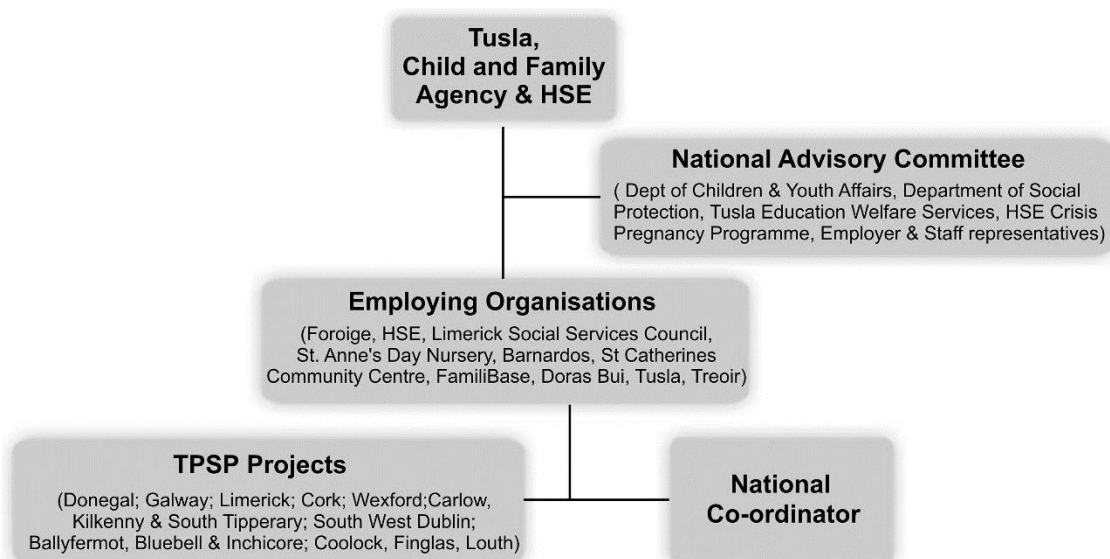 Tusla,
Child and Family
Agency & HSE
National Advisory Committee
( Dept of Children & Youth Affairs, Department of Social
Protection, Tusla Education Welfare Services, HSE Crisis
Pregnancy Programme, Employer & Staff representatives)
Employing Organisations
(Foroige, HSE, Limerick Social Services Council,
St. Anne's Day Nursery, Barnardos, St Catherines
Community Centre, FamiliBase, Doras Bui, Tusla, Treoir)
TPSP Projects
(Donegal; Galway; Limerick; Cork; Wexford;Carlow,
Kilkenny & South Tipperary; South West Dublin;
Ballyfermot, Bluebell & Inchicore; Coolock, Finglas, Louth)
National
Co-ordinator